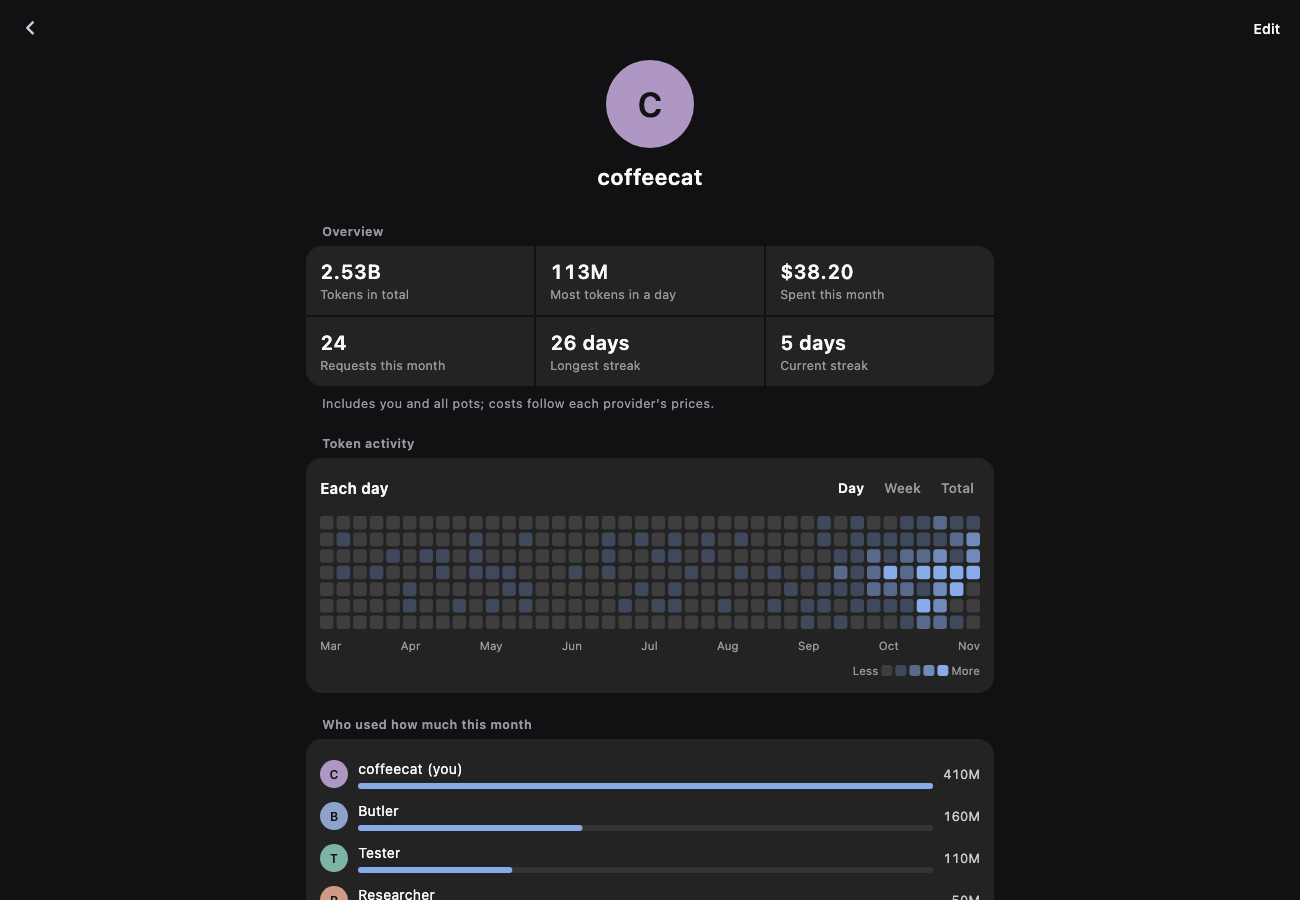 Edit
C
coffeecat
Overview
2.53B
Tokens in total
113M
Most tokens in a day
$38.20
Spent this month
24
Requests this month
26 days
Longest streak
5 days
Current streak
Includes you and all pots; costs follow each provider's prices.
Token activity
Each day
Day Week Total
Mar Apr May Jun Jul Aug Sep Oct Nov
Less More
Who used how much this month
C coffeecat (you) 410M
B Butler 160M
T Tester 110M
R Researcher 50M